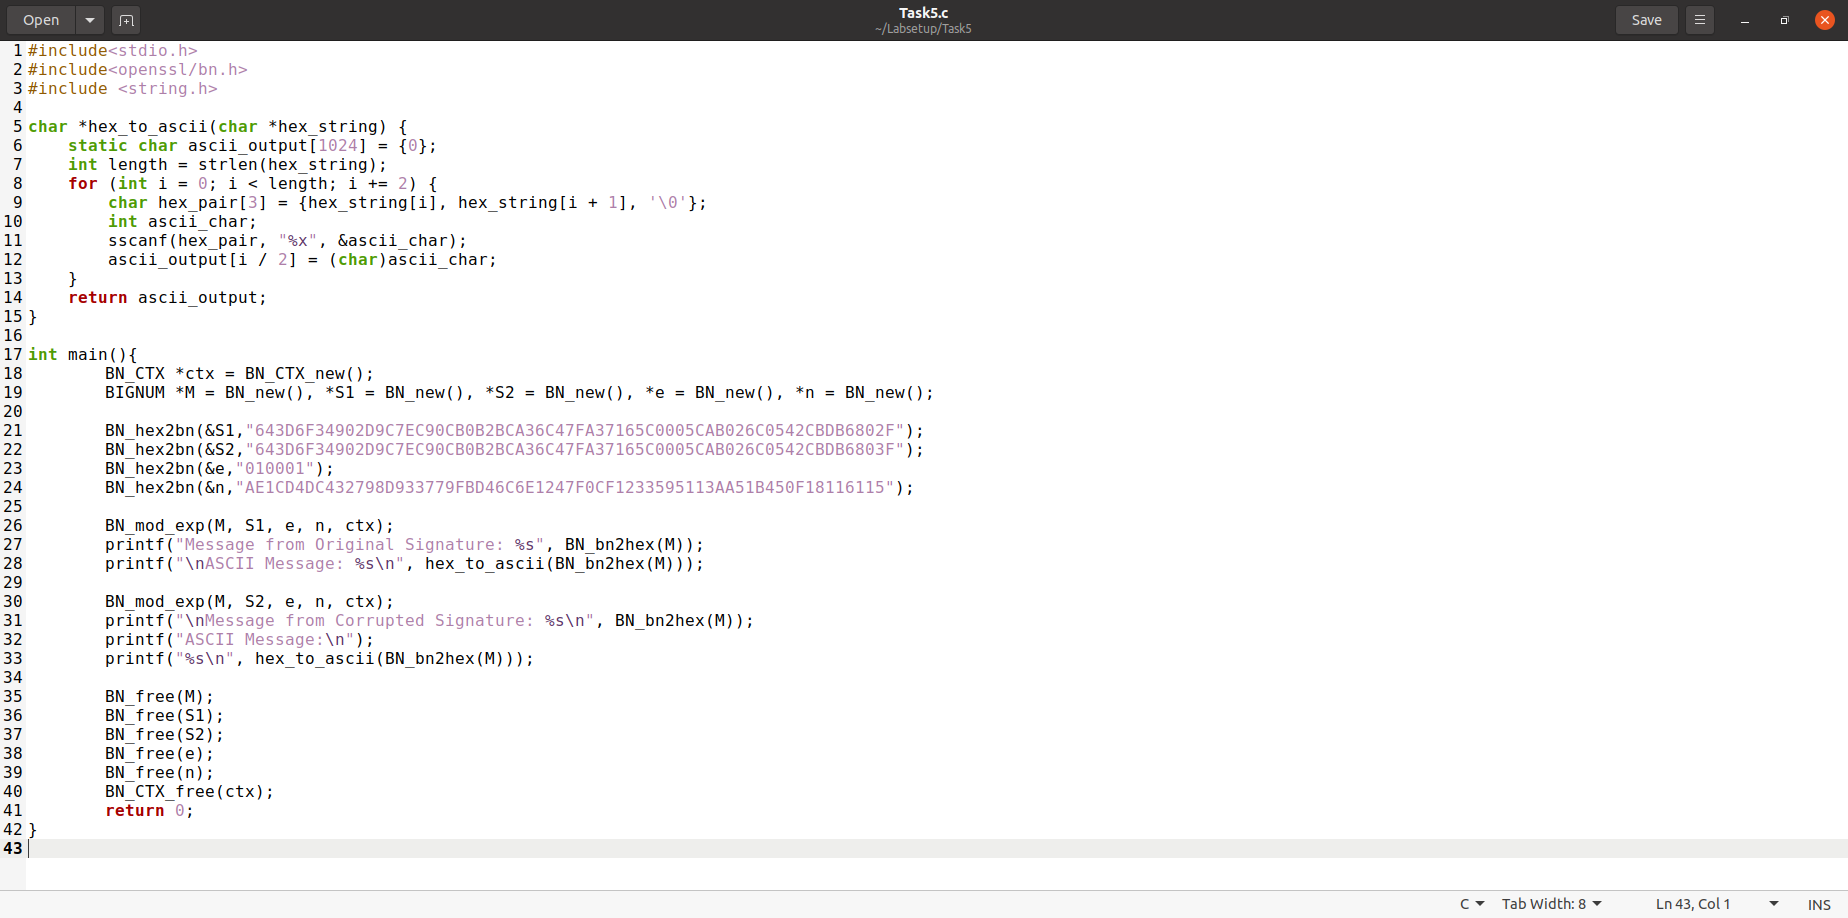 Open
Task5.c
~/Labsetup/Task5
Save
1 #include<stdio.h>
2 #include<openssl/bn.h>
3 #include <string.h>
4
5 char *hex_to_ascii(char *hex_string) {
6     static char ascii_output[1024] = {0};
7     int length = strlen(hex_string);
8     for (int i = 0; i < length; i += 2) {
9         char hex_pair[3] = {hex_string[i], hex_string[i + 1], '\0'};
10         int ascii_char;
11         sscanf(hex_pair, "%x", &ascii_char);
12         ascii_output[i / 2] = (char)ascii_char;
13     }
14     return ascii_output;
15 }
16
17 int main(){
18         BN_CTX *ctx = BN_CTX_new();
19         BIGNUM *M = BN_new(), *S1 = BN_new(), *S2 = BN_new(), *e = BN_new(), *n = BN_new();
20
21         BN_hex2bn(&S1,"643D6F34902D9C7EC90CB0B2BCA36C47FA37165C0005CAB026C0542CBDB6802F");
22         BN_hex2bn(&S2,"643D6F34902D9C7EC90CB0B2BCA36C47FA37165C0005CAB026C0542CBDB6803F");
23         BN_hex2bn(&e,"010001");
24         BN_hex2bn(&n,"AE1CD4DC432798D933779FBD46C6E1247F0CF1233595113AA51B450F18116115");
25
26         BN_mod_exp(M, S1, e, n, ctx);
27         printf("Message from Original Signature: %s", BN_bn2hex(M));
28         printf("\nASCII Message: %s\n", hex_to_ascii(BN_bn2hex(M)));
29
30         BN_mod_exp(M, S2, e, n, ctx);
31         printf("\nMessage from Corrupted Signature: %s\n", BN_bn2hex(M));
32         printf("ASCII Message:\n");
33         printf("%s\n", hex_to_ascii(BN_bn2hex(M)));
34
35         BN_free(M);
36         BN_free(S1);
37         BN_free(S2);
38         BN_free(e);
39         BN_free(n);
40         BN_CTX_free(ctx);
41         return 0;
42 }
43
C Tab Width: 8 Ln 43, Col 1 INS